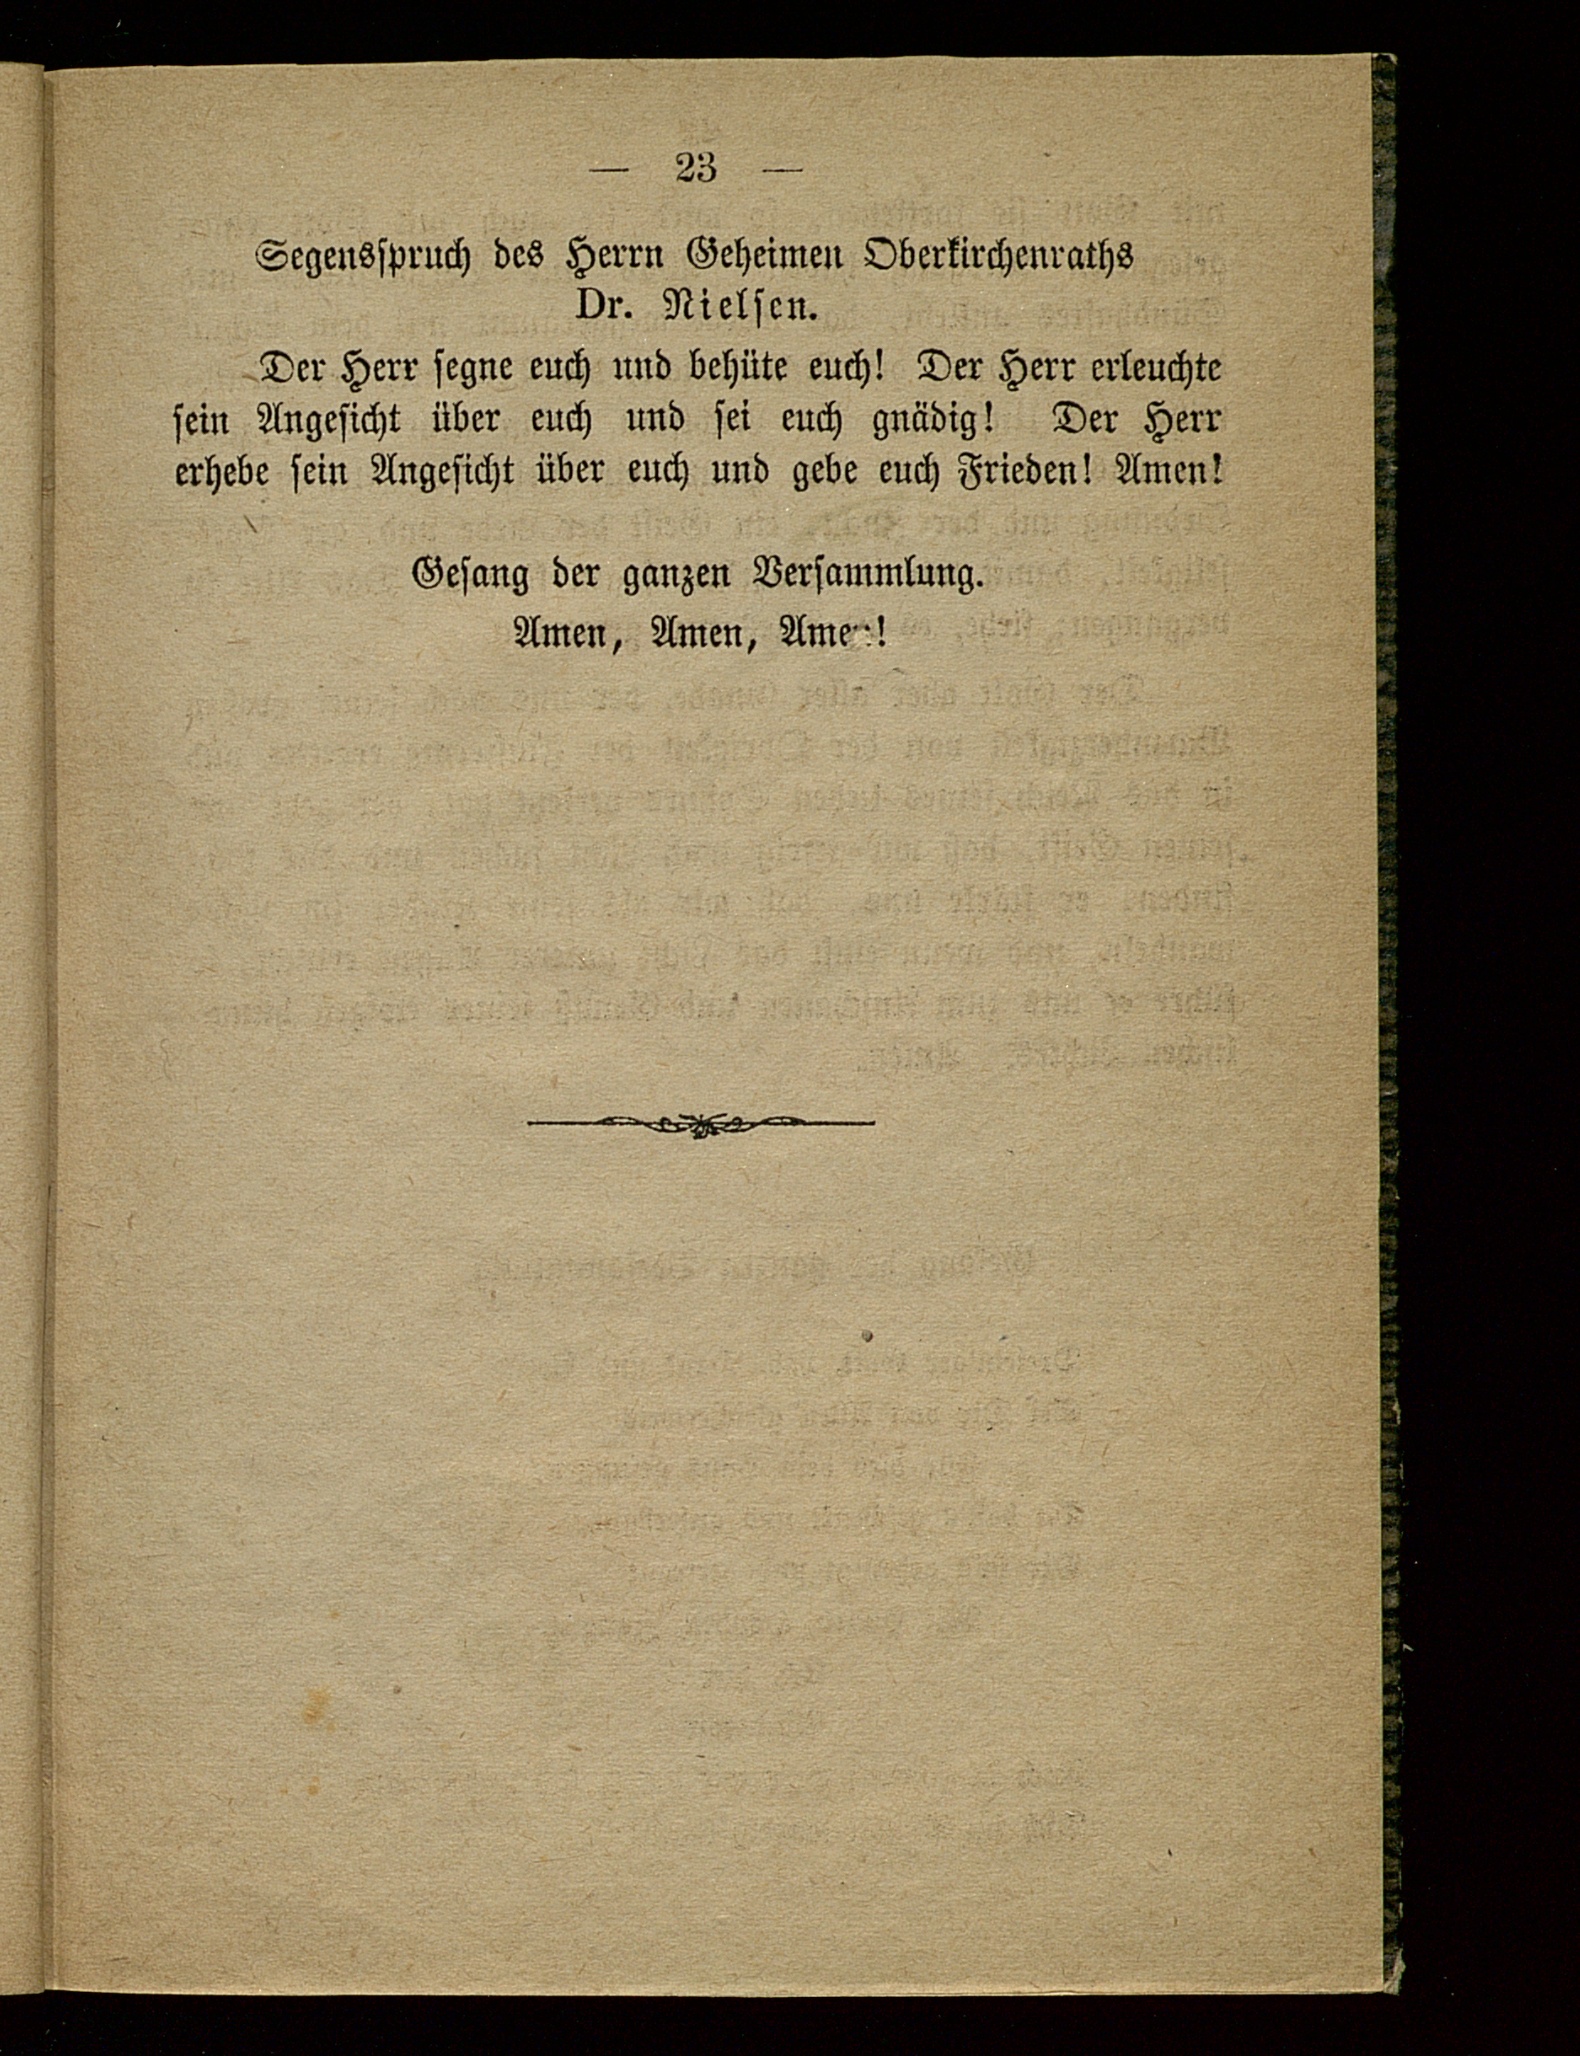 — 23 —
Segensspruch des Herrn Geheimen Oberkirchenraths
Dr. Nielsen.
Der Herr segne euch und behüte euch! Der Herr erleuchte
sein Angesicht über euch und sei euch gnädig! Der Herr
erhebe sein Angesicht über euch und gebe euch Frieden! Amen!
Gesang der ganzen Versammlung.
Amen, Amen, Amen!